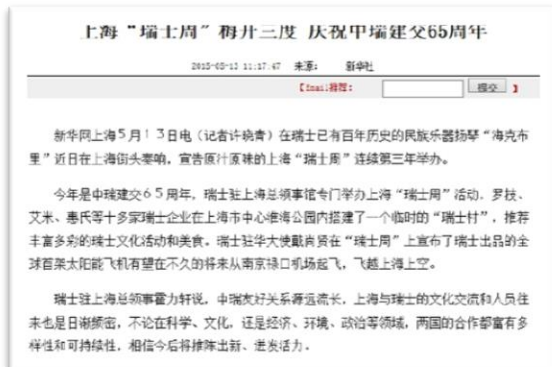 上海“瑞士周”梅开三度 庆祝中瑞建交65周年
2015-05-13 11:17:47 来源： 新华社
【Email推荐： 提交 】
新华网上海５月１３日电（记者许晓青）在瑞士已有百年历史的民族乐器扬琴“海克布
里”近日在上海街头奏响，宣告原汁原味的上海“瑞士周”连续第三年举办。
今年是中瑞建交６５周年，瑞士驻上海总领事馆专门举办上海“瑞士周”活动，罗技、
艾米、惠氏等十多家瑞士企业在上海市中心淮海公园内搭建了一个临时的“瑞士村”，推荐
丰富多彩的瑞士文化活动和美食。瑞士驻华大使戴尚贤在“瑞士周”上宣布了瑞士出品的全
球首架太阳能飞机有望在不久的将来从南京禄口机场起飞，飞越上海上空。
瑞士驻上海总领事雷力轩说，中瑞友好关系源远流长，上海与瑞士的文化交流和人员往
来也是日渐频密，不论在科学、文化，还是经济、环境、政治等领域，两国的合作都富有多
样性和可持续性，相信今后将推陈出新、迸发活力。